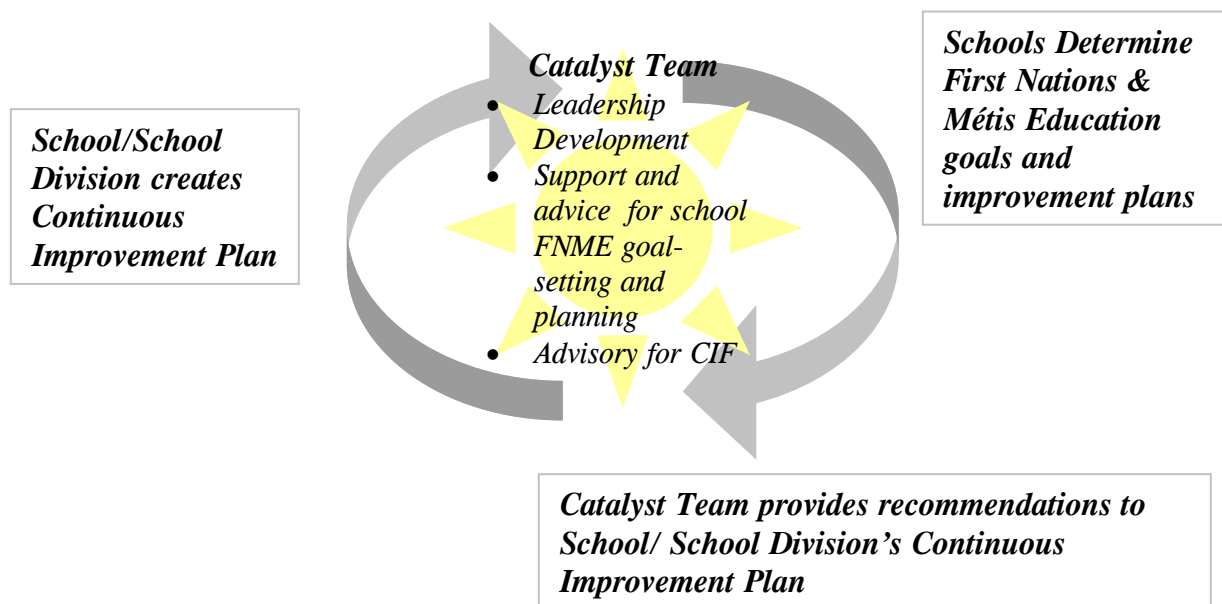 Catalyst Team
• Leadership
Development
• Support and
advice for school
FNME goal-
setting and
planning
• Advisory for CIF
Schools Determine
First Nations &
Métis Education
goals and
improvement plans
School/School
Division creates
Continuous
Improvement Plan
Catalyst Team provides recommendations to
School/ School Division’s Continuous
Improvement Plan